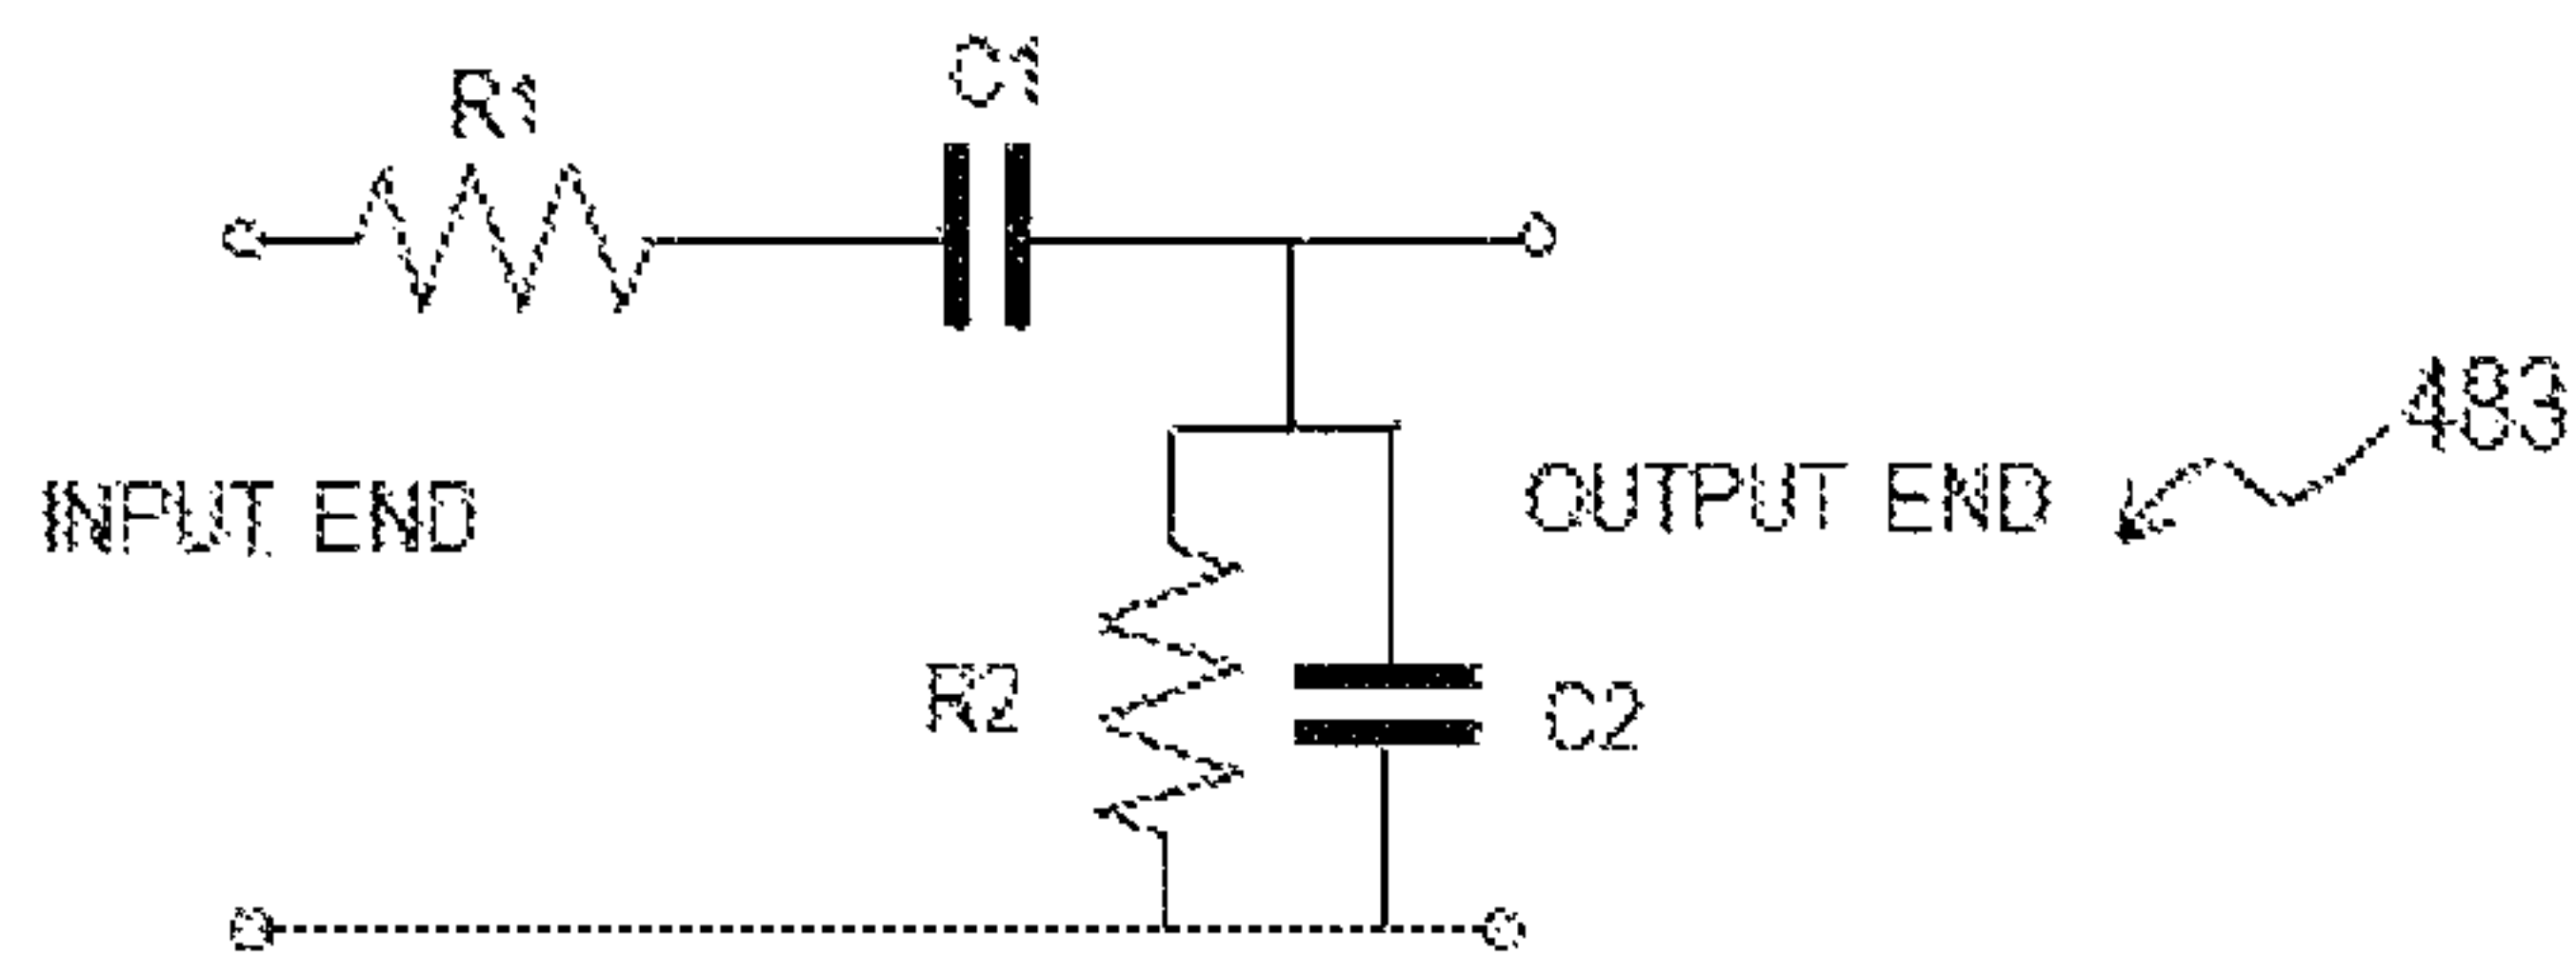 R1
C1
483
INPUT END
OUTPUT END
R2
C2